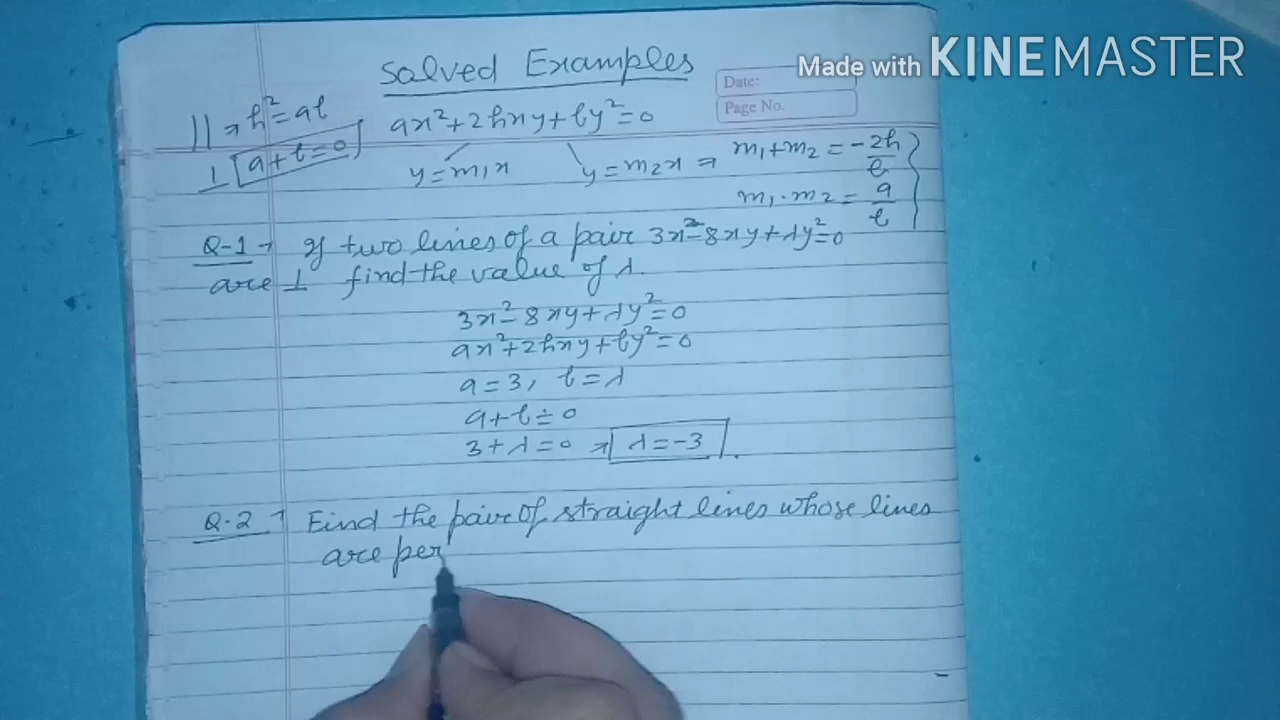 Solved Examples
Made with KINEMASTER
Date:
Page No.
|| → h²=ab
ax²+2hxy+by²=0
⊥ a+b=0
y=m₁x
y=m₂x ⇒ m₁+m₂ = -2h/b
m₁·m₂ = a/b
Q-1 → If two lines of a pair 3x²-8xy+λy²=0
are ⊥ find the value of λ.
3x²-8xy+λy²=0
ax²+2hxy+by²=0
a=3, b=λ
a+b=0
3+λ=0 → λ=-3.
Q-2 → Find the pair of straight lines whose lines
are per